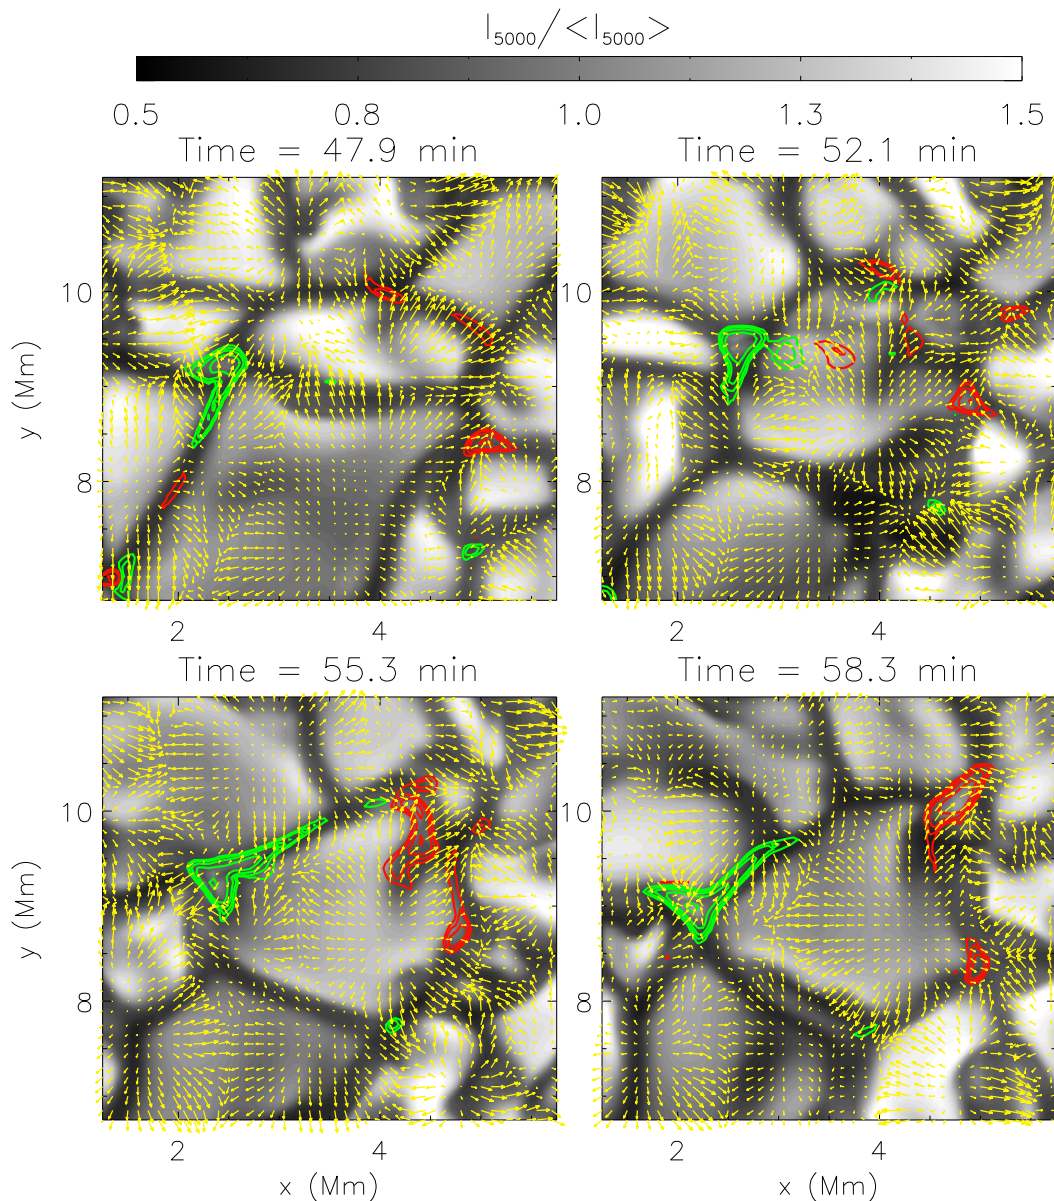 I5000/<I5000>
0.5 0.8 1.0 1.3 1.5
Time = 47.9 min Time = 52.1 min
10 10
y (Mm)
8 8
2 4 2 4
Time = 55.3 min Time = 58.3 min
10 10
y (Mm)
8 8
2 4 2 4
x (Mm) x (Mm)